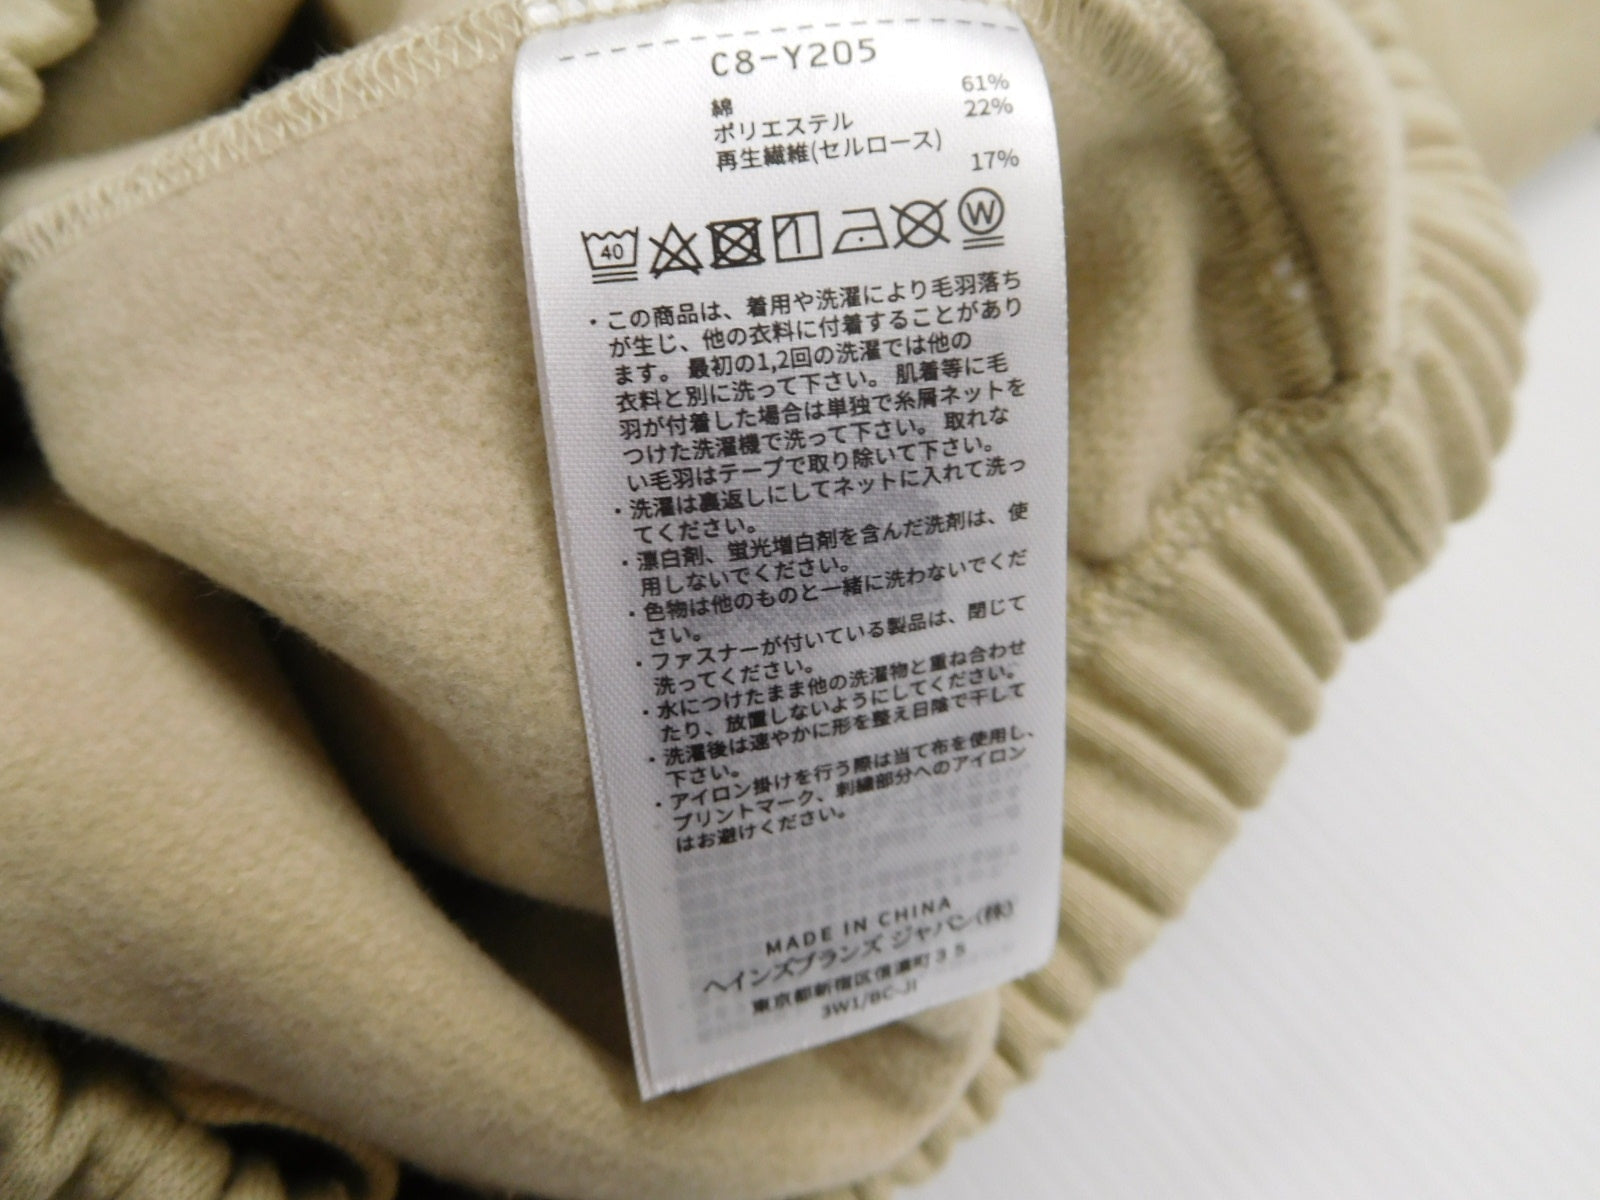 C8-Y205
綿 61%
ポリエステル 22%
再生繊維(セルロース)
17%
40
W
・この商品は、着用や洗濯により毛羽落ち
が生じ、他の衣料に付着することがあり
ます。 最初の1,2回の洗濯では他の
衣料と別に洗って下さい。 肌着等に毛
羽が付着した場合は単独で糸屑ネットを
つけた洗濯機で洗って下さい。 取れな
い毛羽はテープで取り除いて下さい。
・洗濯は裏返しにしてネットに入れて洗っ
てください。
・漂白剤、蛍光増白剤を含んだ洗剤は、使
用しないでください。
・色物は他のものと一緒に洗わないでくだ
さい。
・ファスナーが付いている製品は、閉じて
洗ってください。
・水につけたまま他の洗濯物と重ね合わせ
たり、放置しないようにしてください。
・洗濯後は速やかに形を整え日陰で干して
下さい。
・アイロン掛けを行う際は当て布を使用し、
プリントマーク、刺繍部分へのアイロン
はお避けください。
MADE IN CHINA
ヘインズブランズ ジャパン(株)
東京都新宿区信濃町３５
3W1/BC-JI